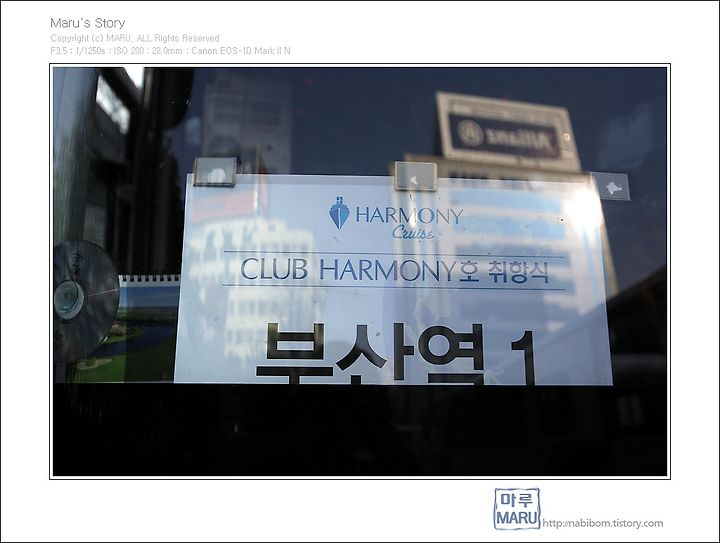 Maru's Story
Copyright (c) MARU, ALL Rights Reserved
F3.5 : 1/1250s : ISO 200 : 28.0mm : Canon EOS-1D Mark II N
Allianz
HARMONY
Cruise
CLUB HARMONY호 취항식
부산역 1
마루
MARU
http://nabibom.tistory.com